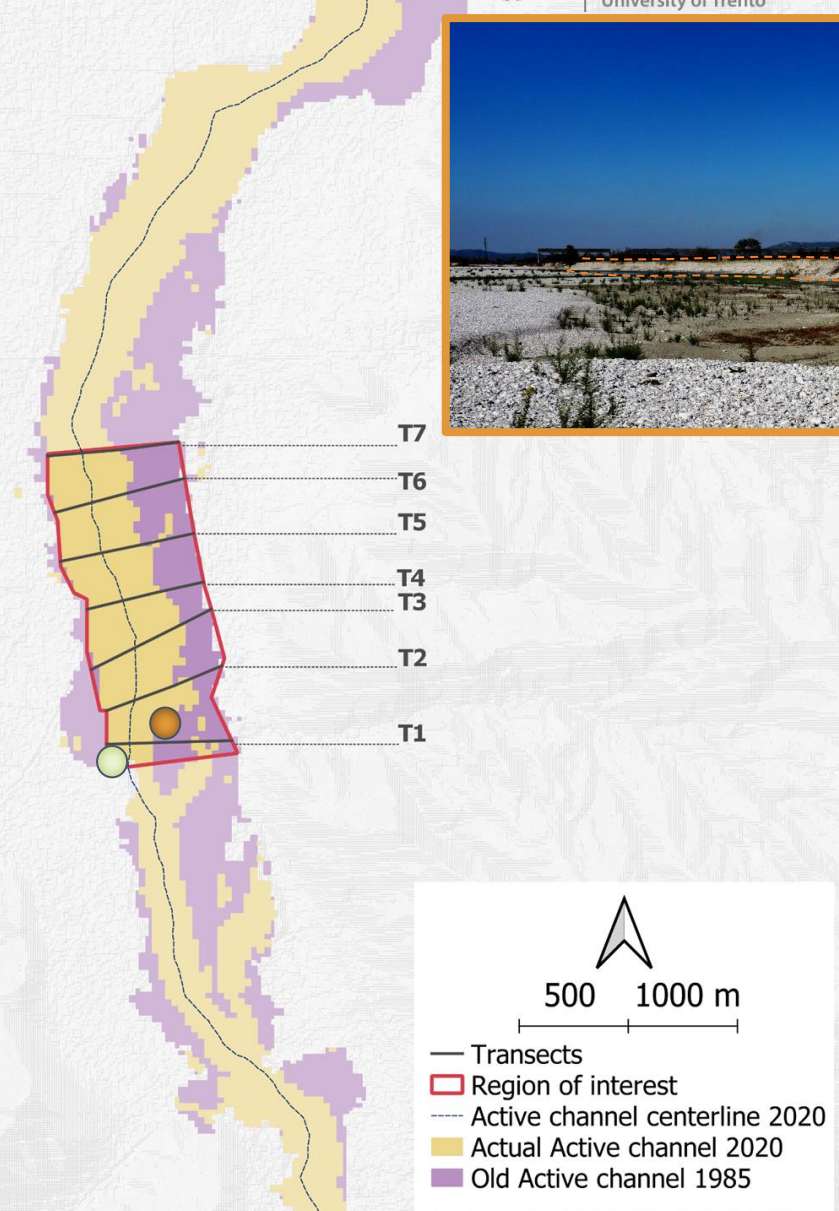 University of Trento
T7
T6
T5
T4
T3
T2
T1
500 1000 m
Transects
Region of interest
Active channel centerline 2020
Actual Active channel 2020
Old Active channel 1985